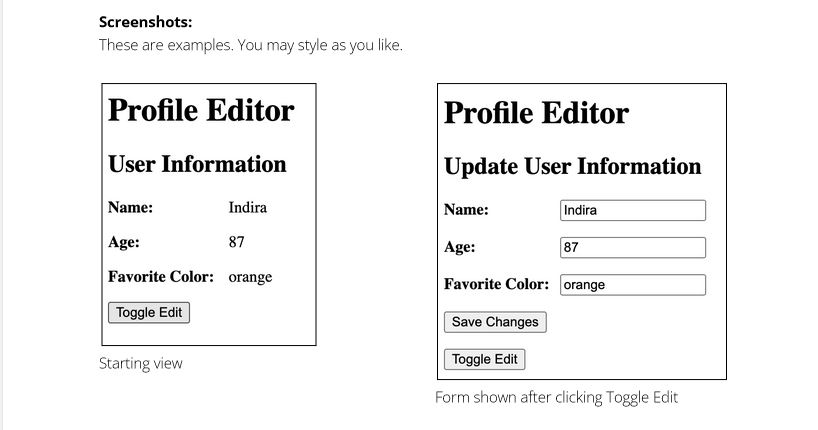 Screenshots:
These are examples. You may style as you like.
Profile Editor
User Information
Name: Indira
Age: 87
Favorite Color: orange
Toggle Edit
Starting view
Profile Editor
Update User Information
Name: Indira
Age: 87
Favorite Color: orange
Save Changes
Toggle Edit
Form shown after clicking Toggle Edit